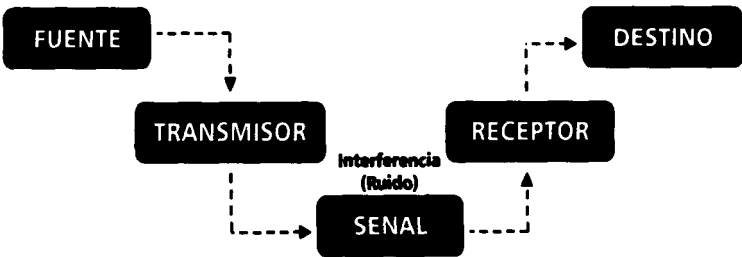 FUENTE
DESTINO
TRANSMISOR
RECEPTOR
Interferencia
(Ruido)
SENAL